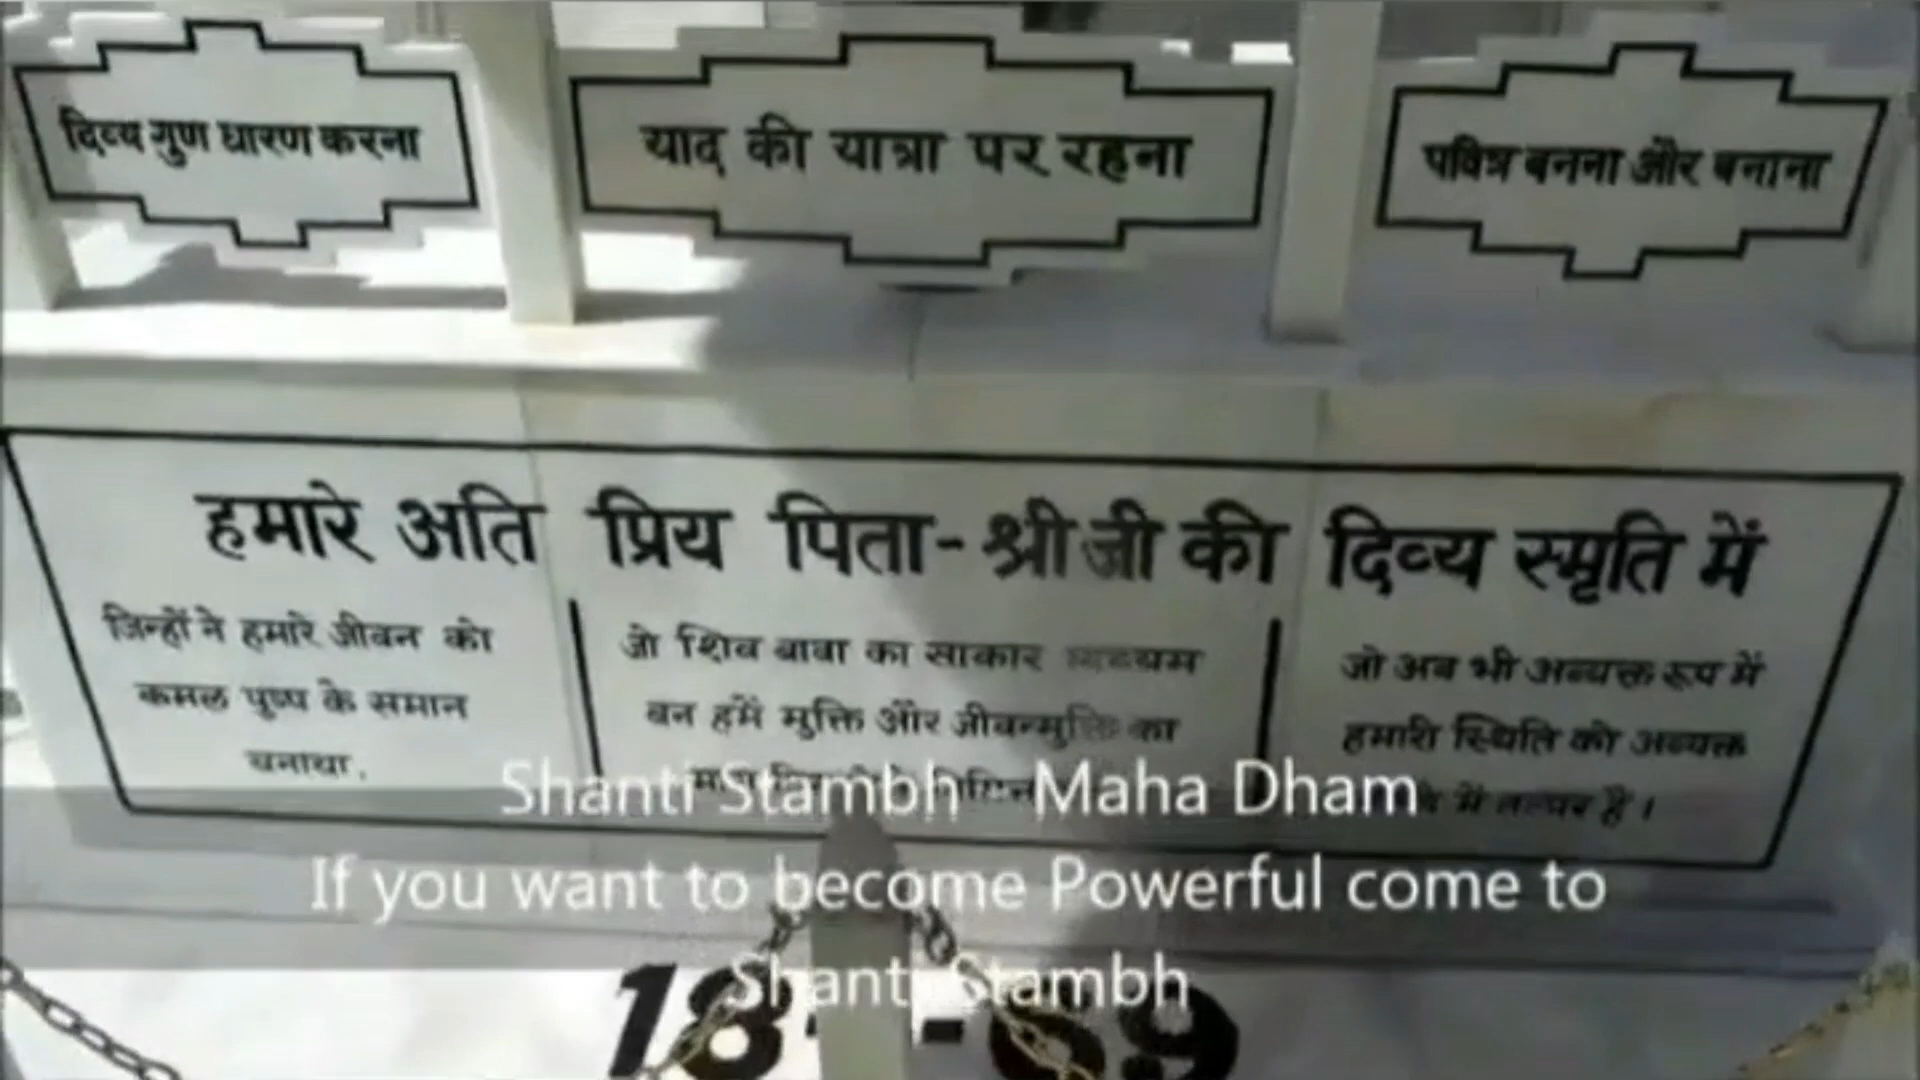 दिव्य गुण धारण करना
याद की यात्रा पर रहना
पवित्र बनना और बनाना
हमारे अति प्रिय पिता-श्री जी की दिव्य स्मृति में
जिन्होंने हमारे जीवन को
कमल पुष्प के समान
बनाया.
जो शिव बाबा का साकार माध्यम
बन हमें मुक्ति और जीवन्मुक्ति का
जो अब भी अव्यक्त रूप में
हमारी स्थिति को अव्यक्त
में तत्पर है।
Shanti Stambh - Maha Dham
If you want to become Powerful come to
Shanti Stambh
18-
-69